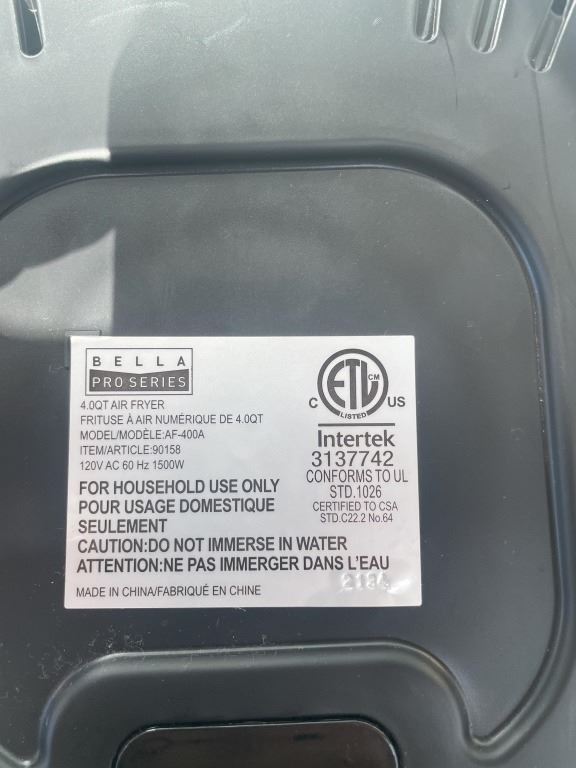 BELLA
PRO SERIES
4.0QT AIR FRYER
FRITUSE À AIR NUMÉRIQUE DE 4.0QT
MODEL/MODÈLE:AF-400A
ITEM/ARTICLE:90158
120V AC 60 Hz 1500W
FOR HOUSEHOLD USE ONLY
POUR USAGE DOMESTIQUE
SEULEMENT
CAUTION:DO NOT IMMERSE IN WATER
ATTENTION:NE PAS IMMERGER DANS L'EAU
MADE IN CHINA/FABRIQUÉ EN CHINE
ETL CM
C LISTED US
Intertek
3137742
CONFORMS TO UL
STD.1026
CERTIFIED TO CSA
STD.C22.2 No.64